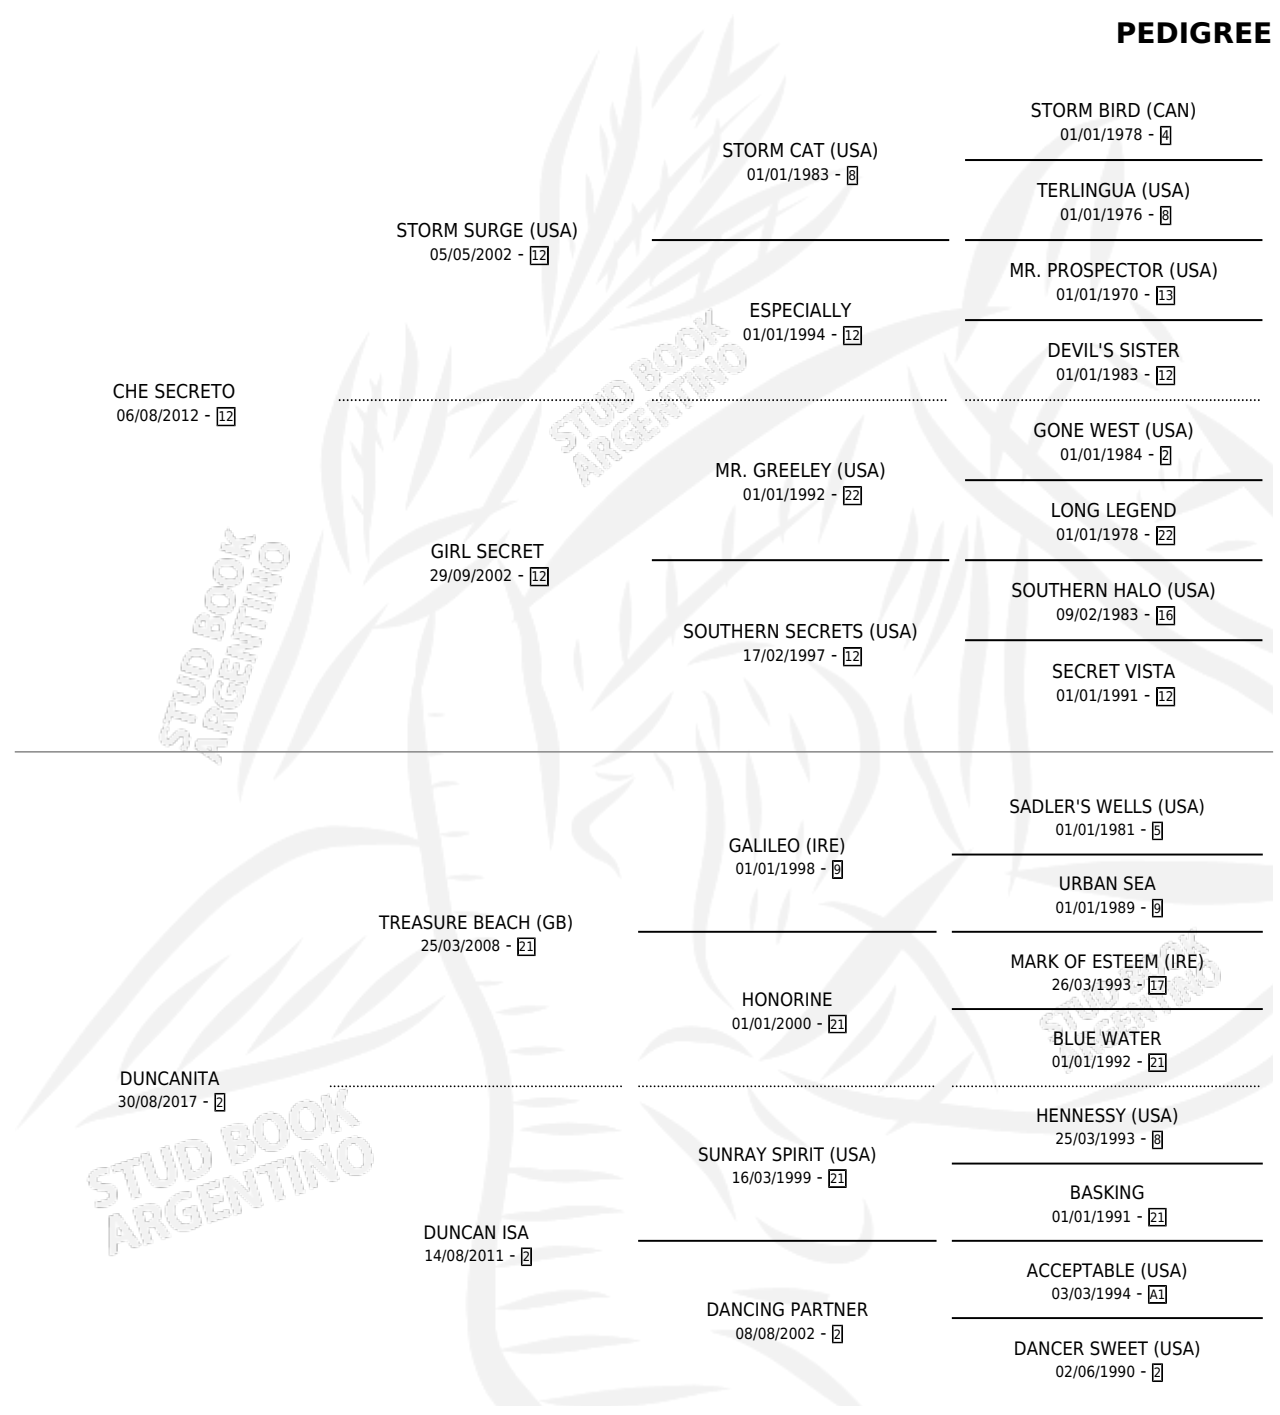 PEDIGREE
STORM BIRD (CAN)
01/01/1978 - 4
STORM CAT (USA)
01/01/1983 - 8
TERLINGUA (USA)
01/01/1976 - 8
STORM SURGE (USA)
05/05/2002 - 12
MR. PROSPECTOR (USA)
01/01/1970 - 13
ESPECIALLY
01/01/1994 - 12
DEVIL'S SISTER
01/01/1983 - 12
CHE SECRETO
06/08/2012 - 12
GONE WEST (USA)
01/01/1984 - 2
MR. GREELEY (USA)
01/01/1992 - 22
LONG LEGEND
01/01/1978 - 22
GIRL SECRET
29/09/2002 - 12
SOUTHERN HALO (USA)
09/02/1983 - 16
SOUTHERN SECRETS (USA)
17/02/1997 - 12
SECRET VISTA
01/01/1991 - 12
SADLER'S WELLS (USA)
01/01/1981 - 5
GALILEO (IRE)
01/01/1998 - 9
URBAN SEA
01/01/1989 - 9
TREASURE BEACH (GB)
25/03/2008 - 21
MARK OF ESTEEM (IRE)
26/03/1993 - 17
HONORINE
01/01/2000 - 21
BLUE WATER
01/01/1992 - 21
DUNCANITA
30/08/2017 - 2
HENNESSY (USA)
25/03/1993 - 8
SUNRAY SPIRIT (USA)
16/03/1999 - 21
BASKING
01/01/1991 - 21
DUNCAN ISA
14/08/2011 - 2
ACCEPTABLE (USA)
03/03/1994 - A1
DANCING PARTNER
08/08/2002 - 2
DANCER SWEET (USA)
02/06/1990 - 2
STUD BOOK
ARGENTINO
STUD BOOK
ARGENTINO
STUD BOOK
ARGENTINO
STUD BOOK
ARGENTINO